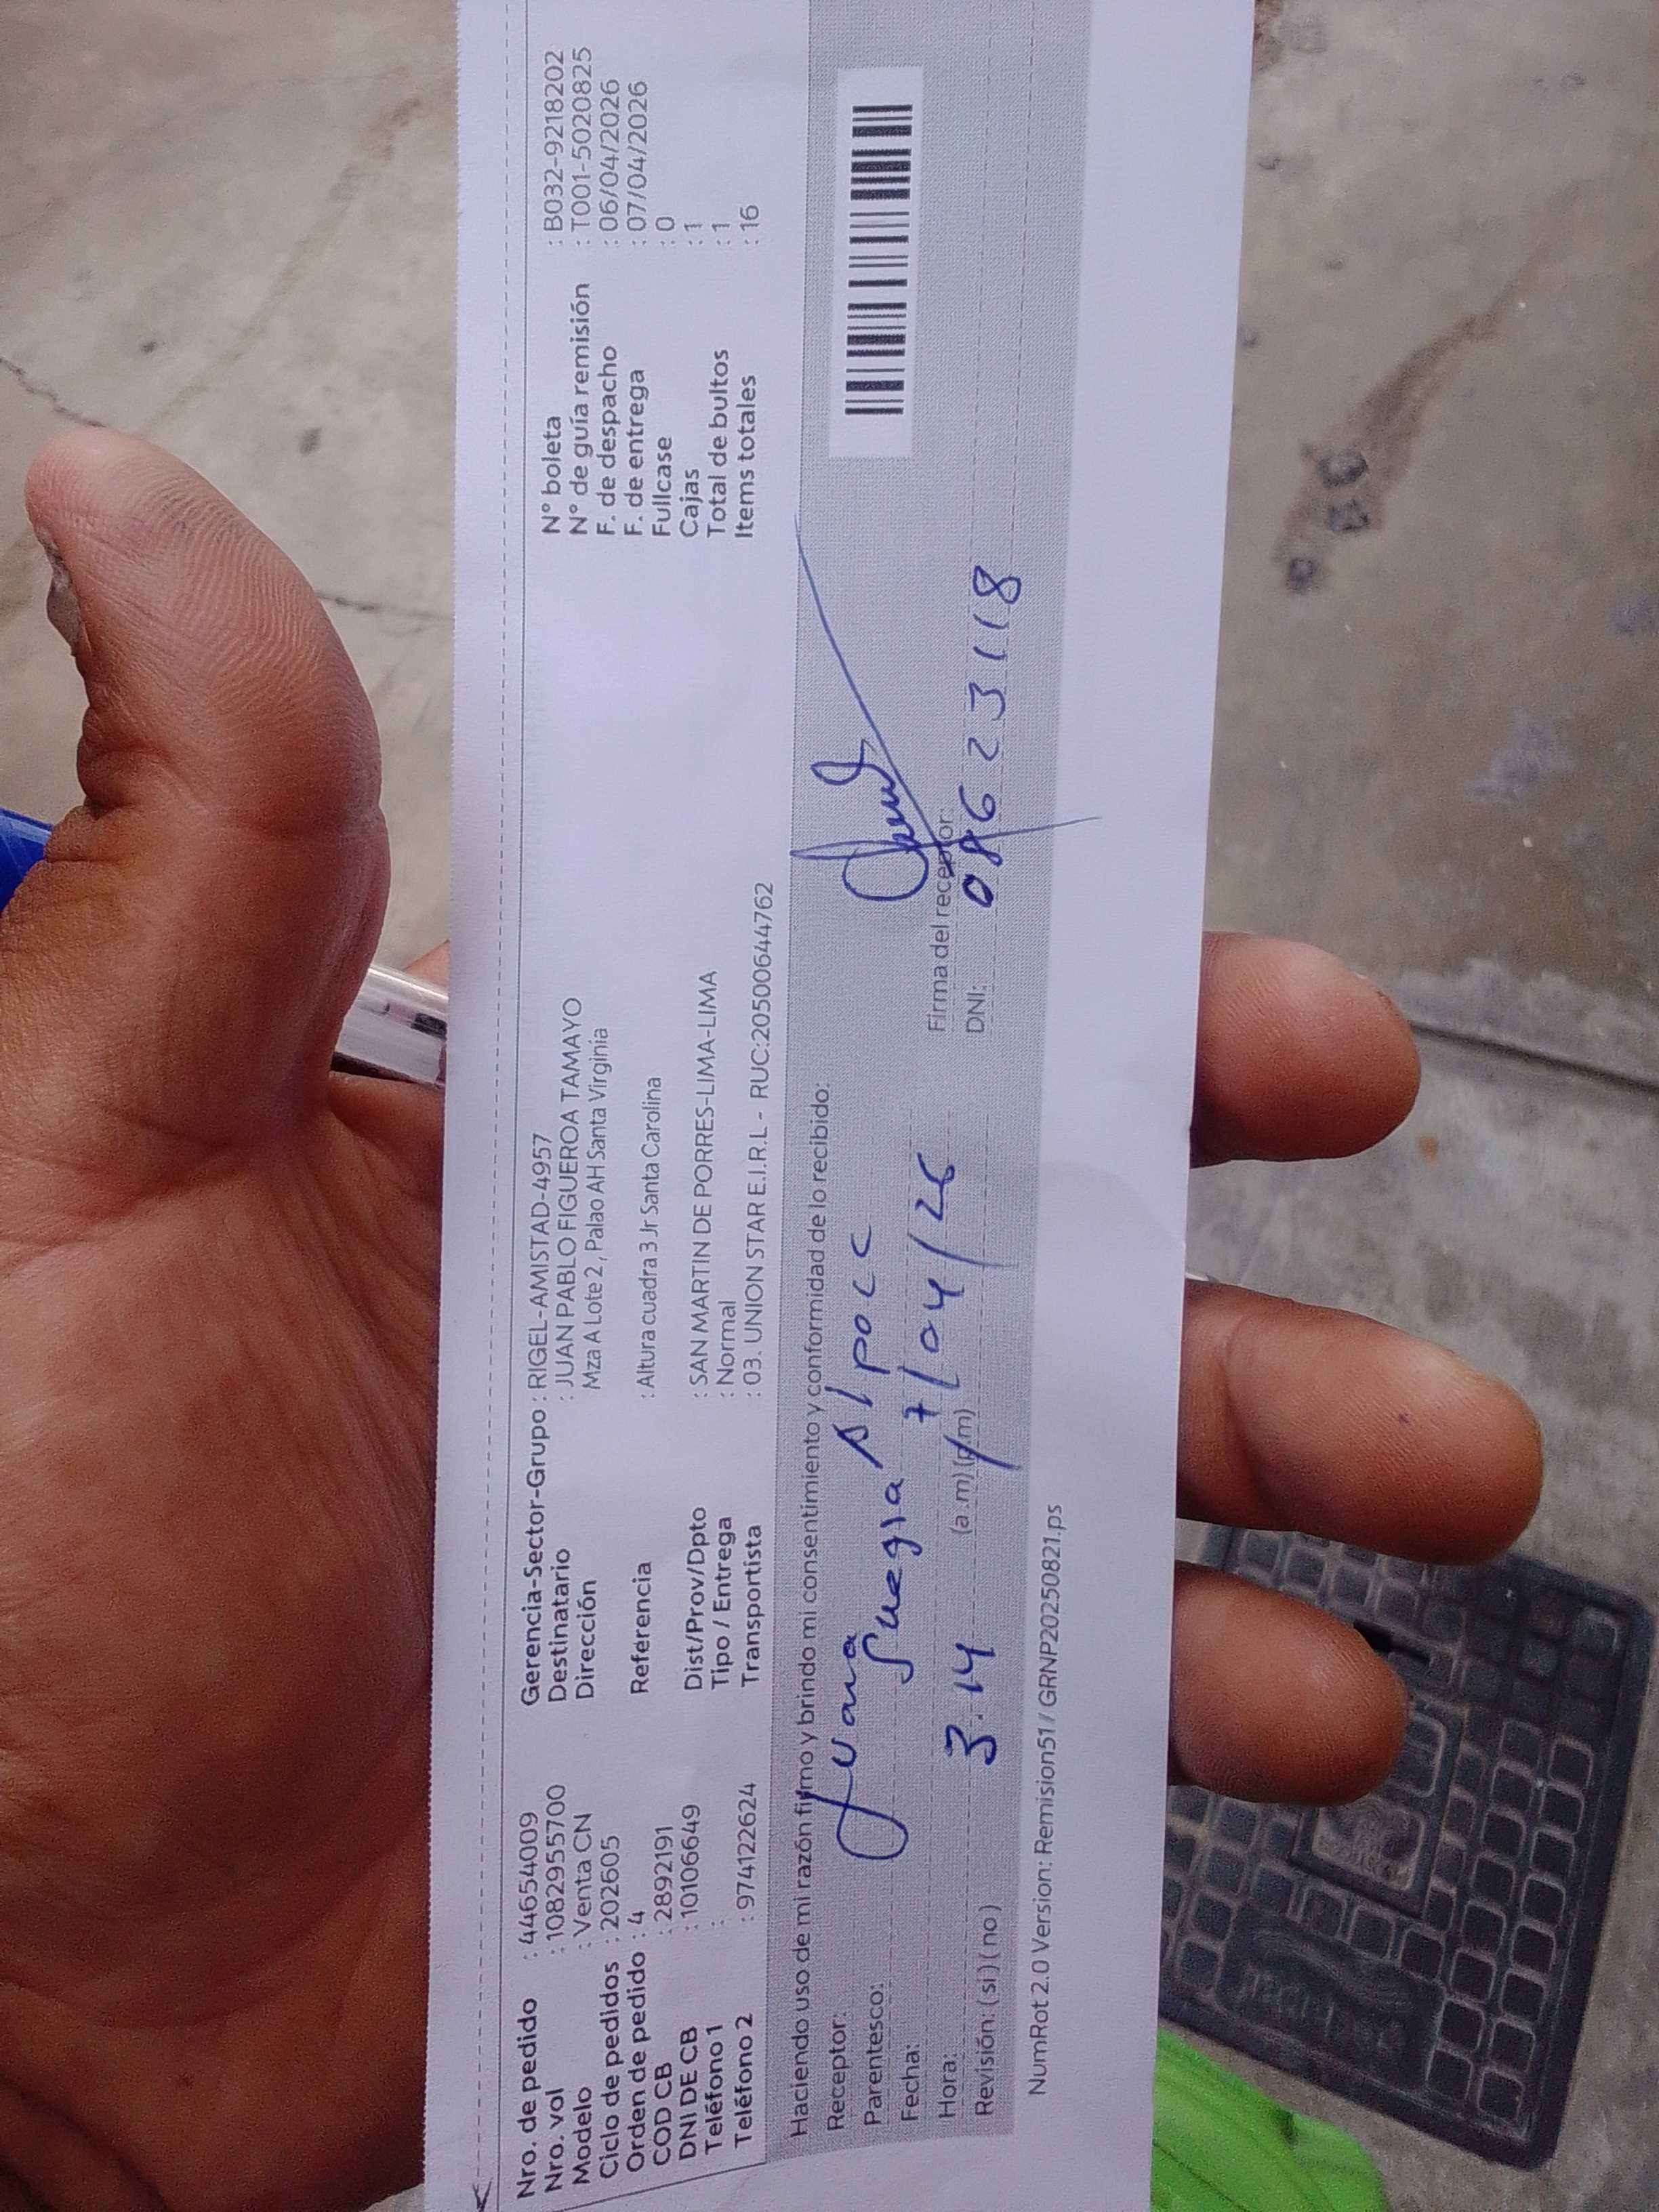 Nro. de pedido : 44654009
Nro. vol : 1082955700
Modelo : Venta CN
Ciclo de pedidos : 202605
Orden de pedido : 4
COD CB : 2892191
DNI DE CB : 10106649
Teléfono 1 :
Teléfono 2 : 974122624
Gerencia-Sector-Grupo : RIGEL-AMISTAD-4957
Destinatario : JUAN PABLO FIGUEROA TAMAYO
Dirección Mza A Lote 2 , Palao AH Santa Virginia
Referencia : Altura cuadra 3 Jr Santa Carolina
Dist/Prov/Dpto : SAN MARTIN DE PORRES-LIMA-LIMA
Tipo / Entrega : Normal
Transportista : 03. UNION STAR E.I.R.L - RUC:20500644762
N° boleta : B032-9218202
N° de guía remisión : T001-5020825
F. de despacho : 06/04/2026
F. de entrega : 07/04/2026
Fullcase : 0
Cajas : 1
Total de bultos : 1
Items totales : 16
Haciendo uso de mi razón firmo y brindo mi consentimiento y conformidad de lo recibido:
Receptor: Juana
Parentesco: Suegra
Fecha: 7/04/26
Hora: 3.14 (a.m) (p.m)
Revisión: ( si ) ( no )
Firma del receptor:
DNI: 08623118
NumRot 2.0 Version: Remision51 / GRNP20250821.ps